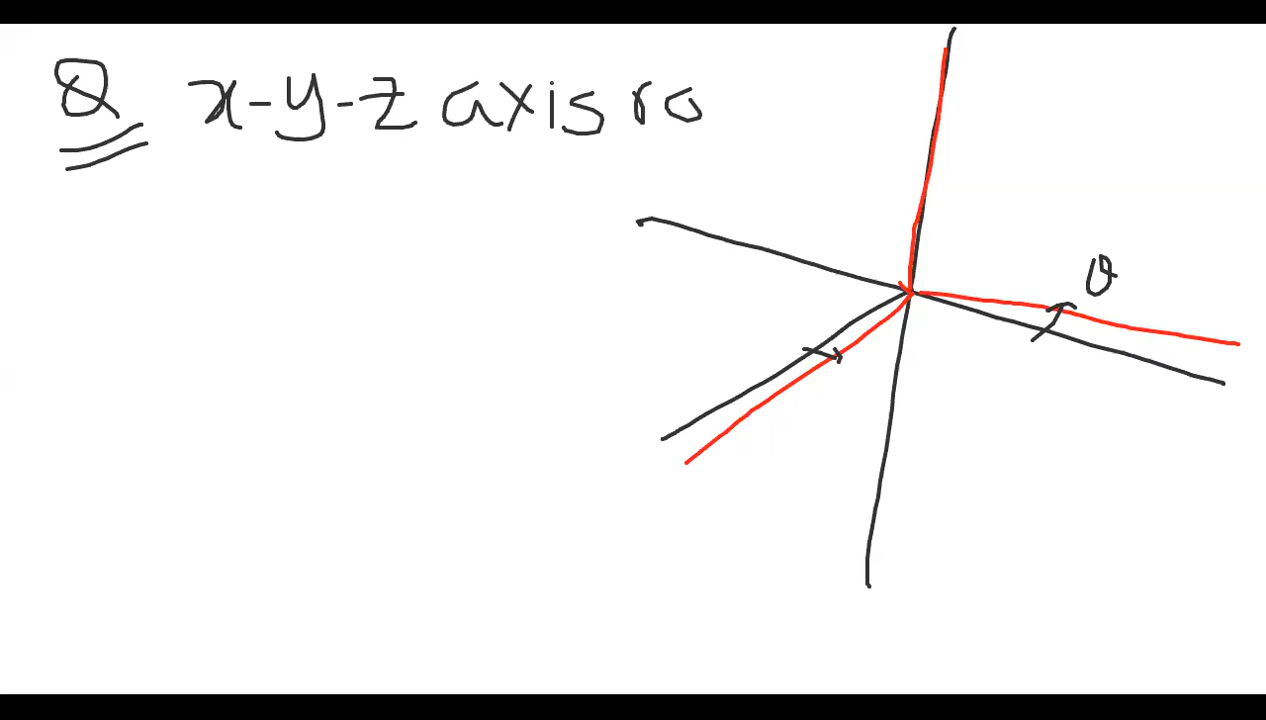 Q x-y-z axis ro
θ